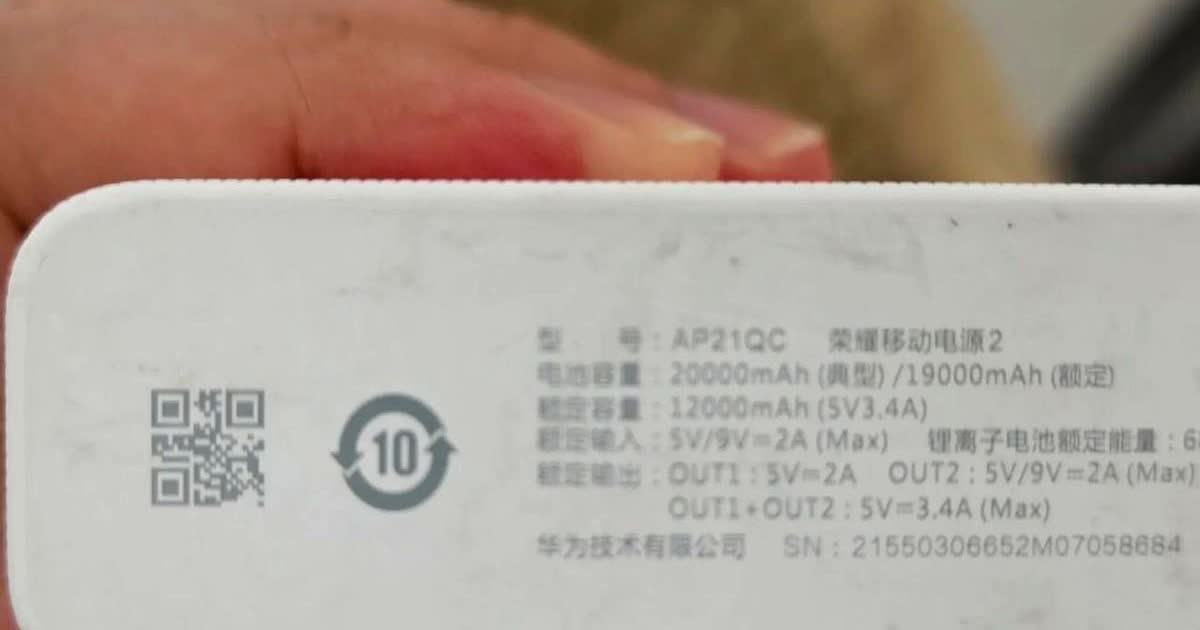 10
型 号：AP21QC 荣耀移动电源2
电池容量：20000mAh (典型) /19000mAh (额定)
额定容量：12000mAh (5V3.4A)
额定输入：5V/9V=2A (Max) 锂离子电池额定能量：6
额定输出：OUT1：5V=2A OUT2：5V/9V=2A (Max)
OUT1+OUT2：5V=3.4A (Max)
华为技术有限公司 SN：21550306652M07058684